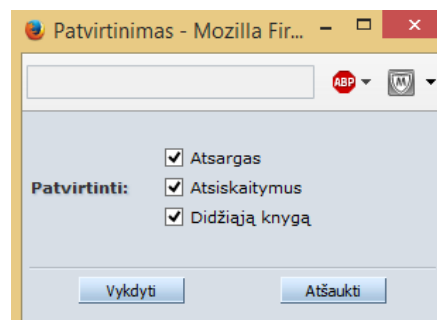 Patvirtinimas - Mozilla Fir...
ABP
M
Atsargas
Patvirtinti: Atsiskaitymus
Didžiąją knygą
Vykdyti Atšaukti